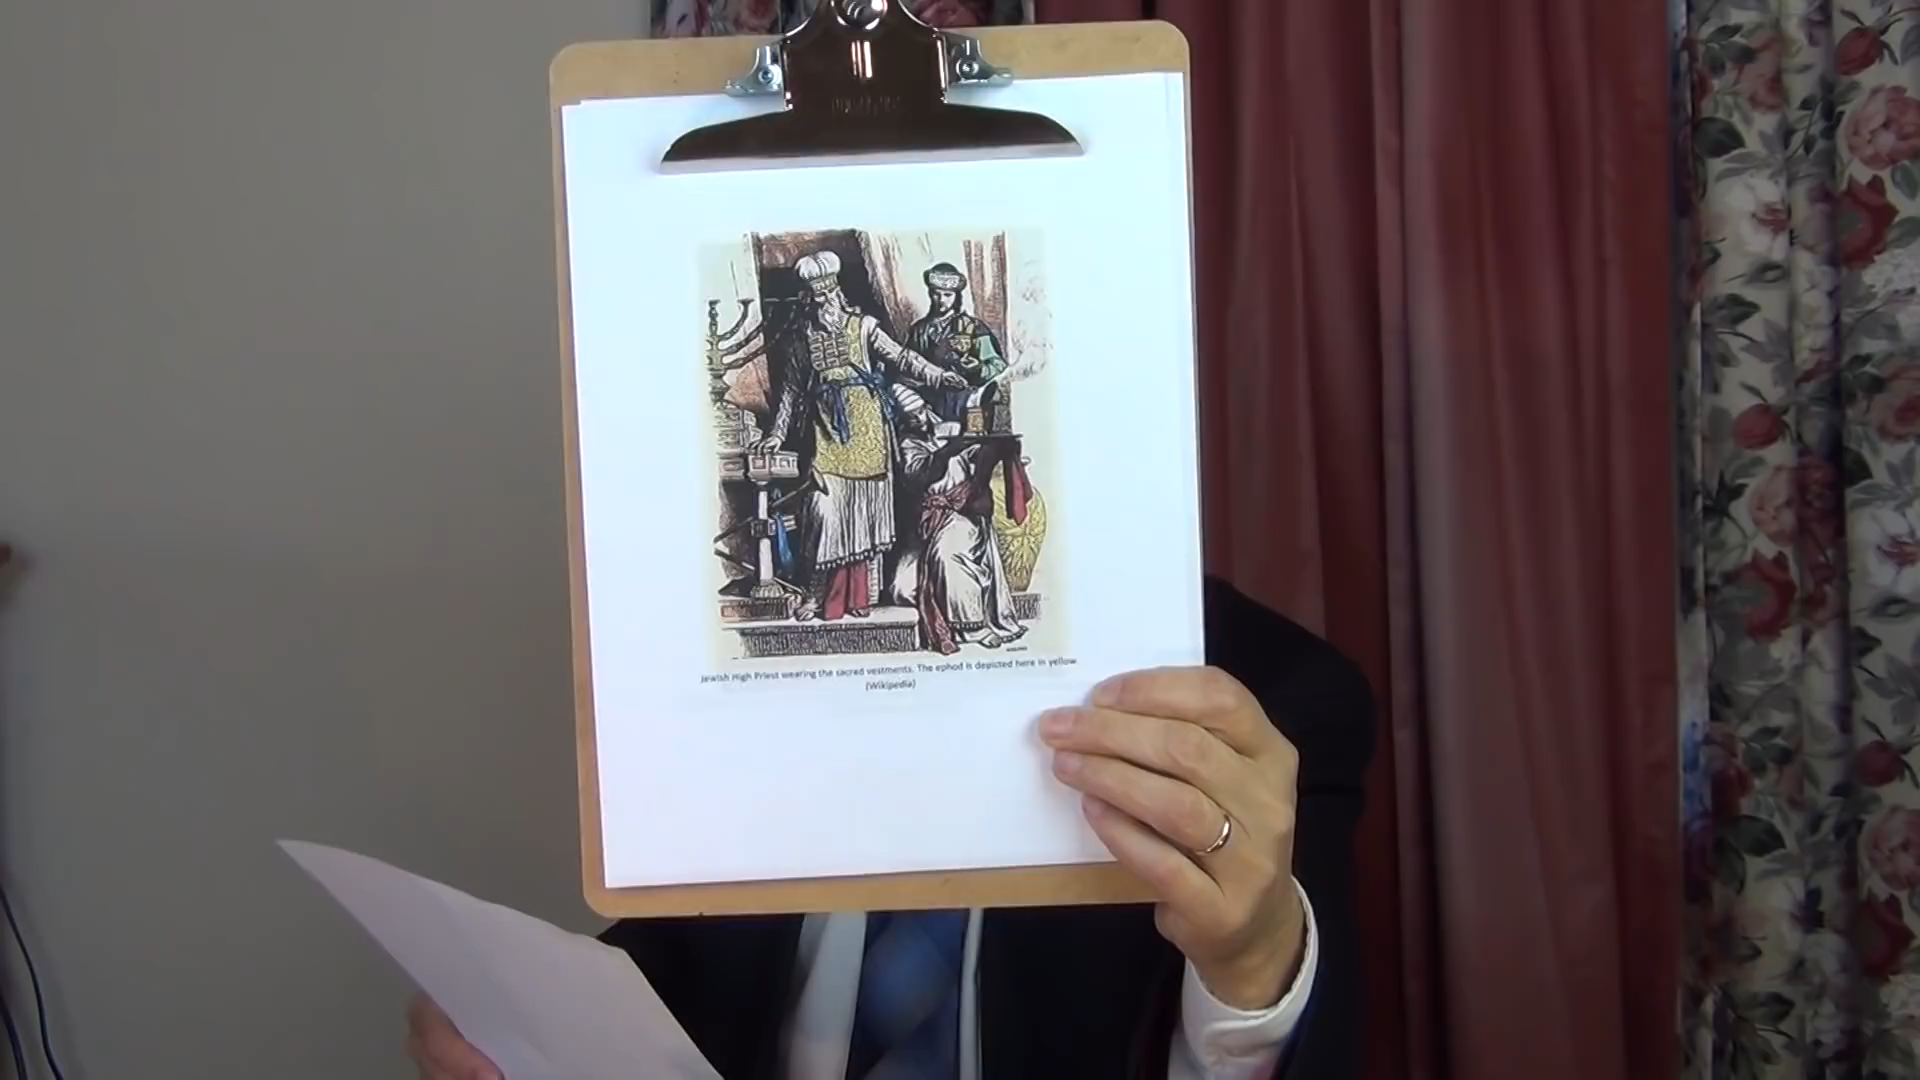 Jewish High Priest wearing the sacred vestments. The ephod is depicted here in yellow.
(Wikipedia)